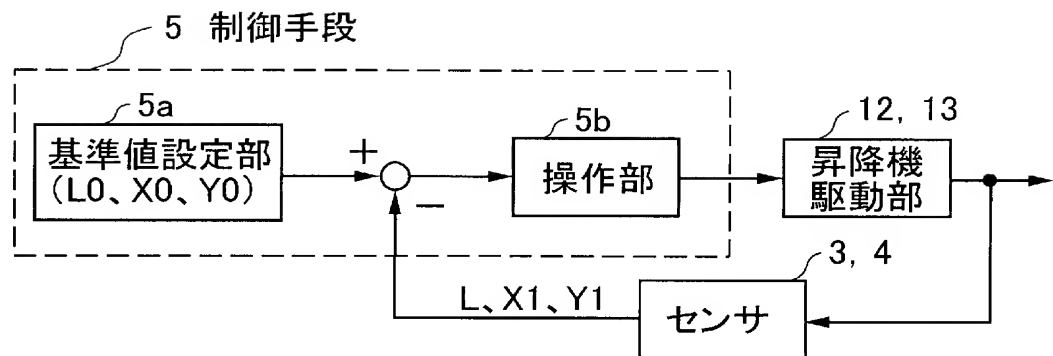 5 制御手段
5a
基準値設定部
(L0、X0、Y0)
+
−
5b
操作部
12, 13
昇降機
駆動部
3, 4
センサ
L、X1、Y1